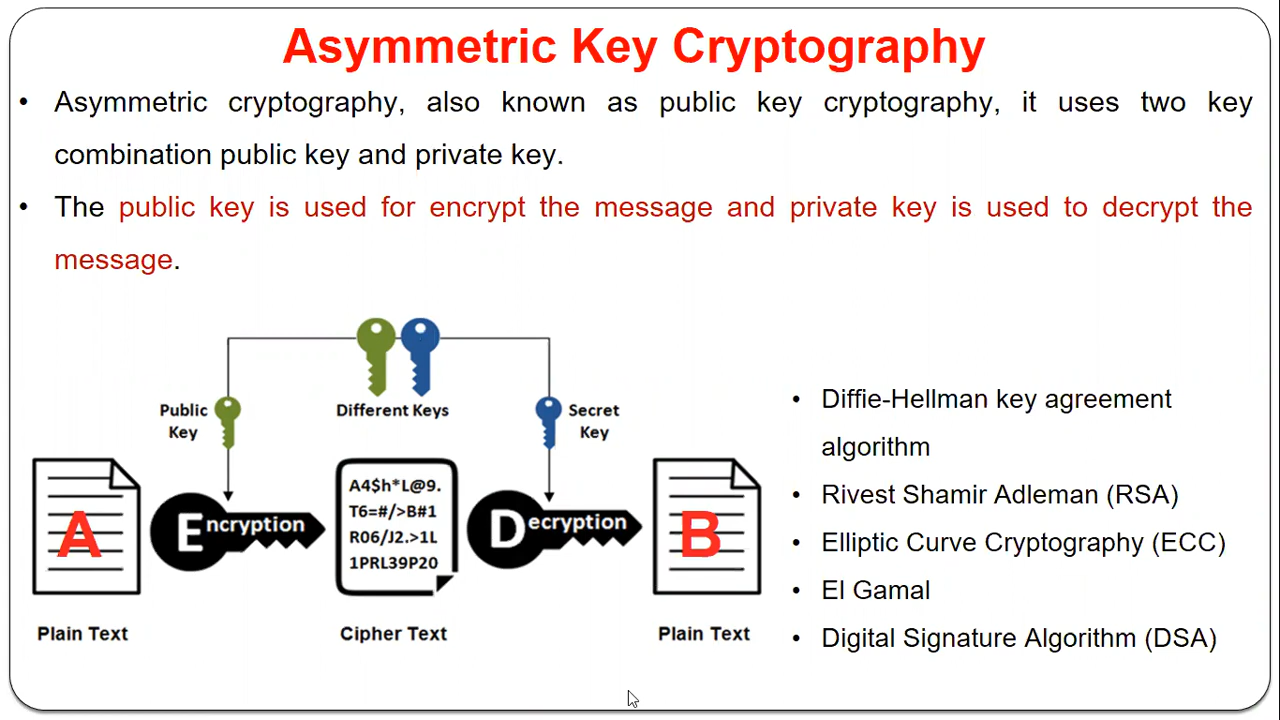 Asymmetric Key Cryptography
• Asymmetric cryptography, also known as public key cryptography, it uses two key
combination public key and private key.
• The public key is used for encrypt the message and private key is used to decrypt the
message.
Public
Key
Different Keys
Secret
Key
A
Encryption
A4$h*L@9.
T6=#/>B#1
R06/J2.>1L
1PRL39P20
Decryption
B
Plain Text
Cipher Text
Plain Text
• Diffie-Hellman key agreement
algorithm
• Rivest Shamir Adleman (RSA)
• Elliptic Curve Cryptography (ECC)
• El Gamal
• Digital Signature Algorithm (DSA)